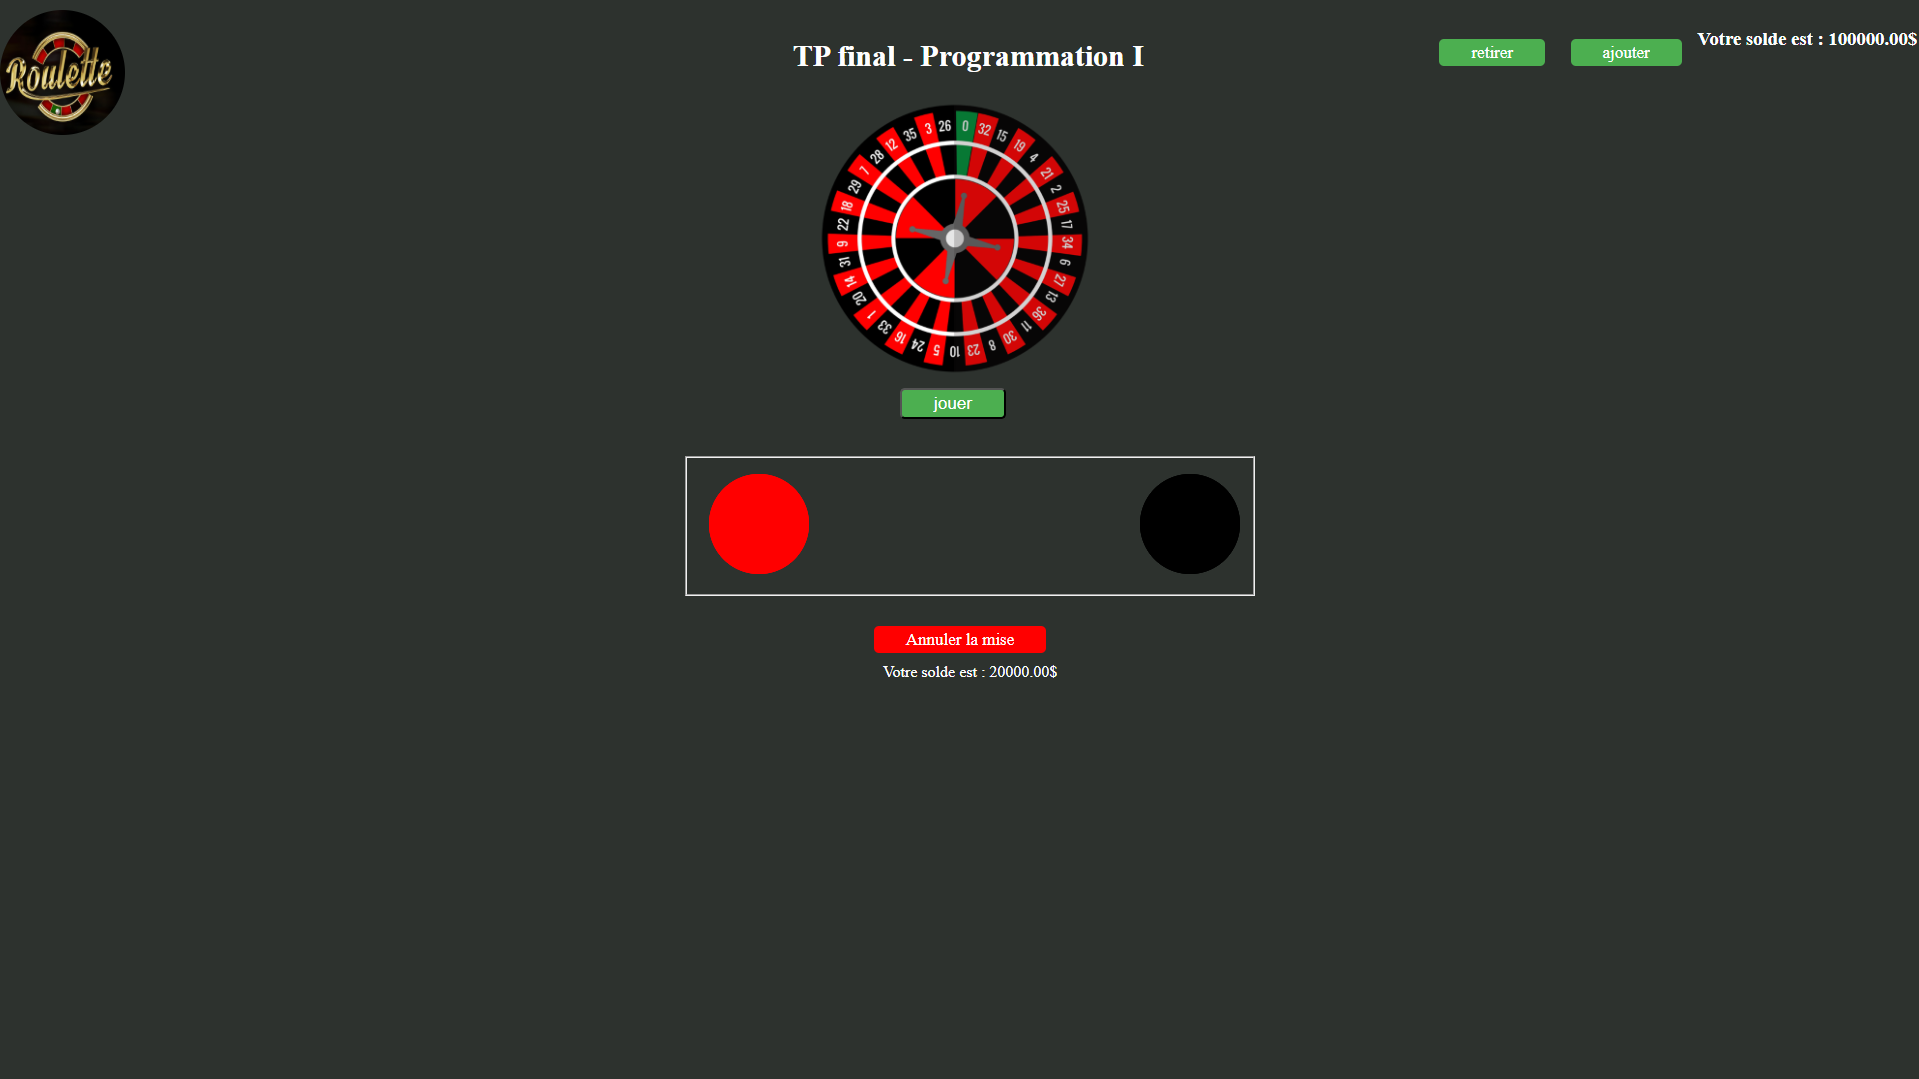 Roulette
TP final - Programmation I
retirer
ajouter
Votre solde est : 100000.00$
0 32 15 19 4 21 2 25 17 34 6 27 13 36 11 30 8 23 10 5 24 16 33 1 20 14 31 9 22 18 29 7 28 12 35 3 26
jouer
Annuler la mise
Votre solde est : 20000.00$